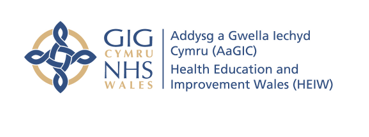 GIG
CYMRU
NHS
WALES
Addysg a Gwella Iechyd
Cymru (AaGIC)
Health Education and
Improvement Wales (HEIW)